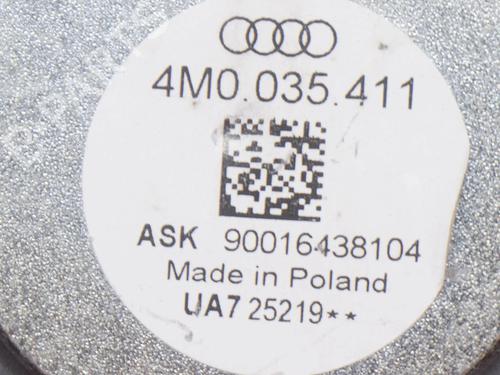 4M0.035.411
ASK 90016438104
Made in Poland
UA7 25219**